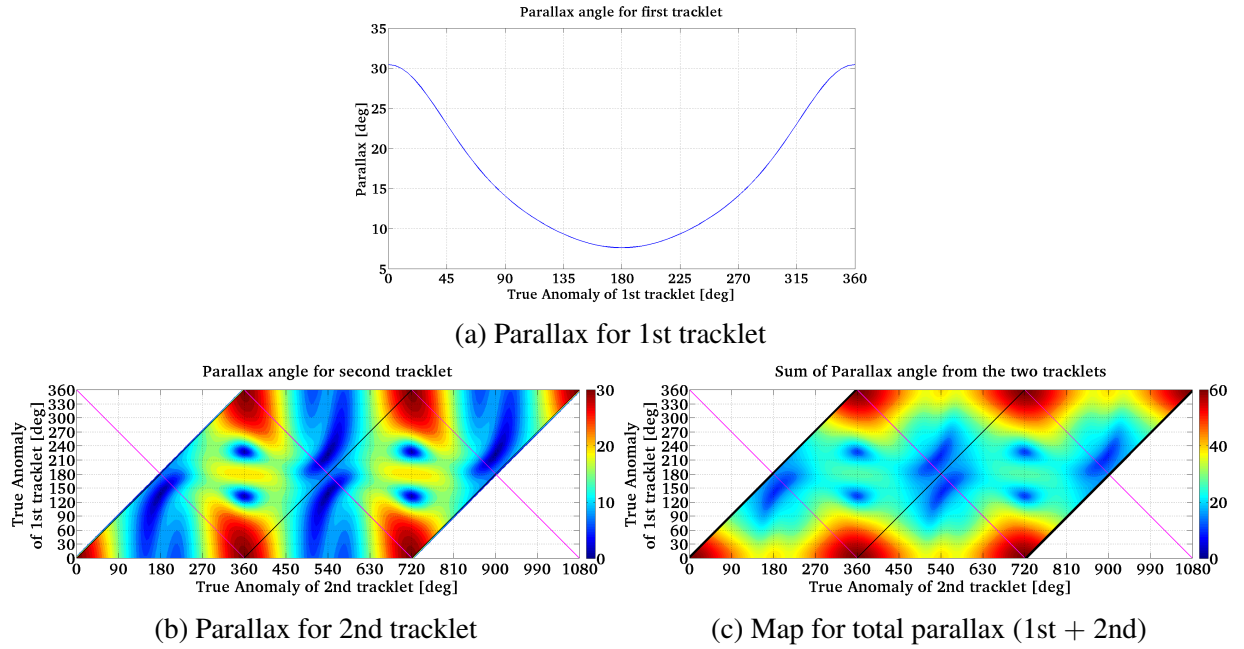 Parallax angle for first tracklet
35
30
25
20
15
10
5
Parallax [deg]
0 45 90 135 180 225 270 315 360
True Anomaly of 1st tracklet [deg]
(a) Parallax for 1st tracklet
Parallax angle for second tracklet
360
330
300
270
240
210
180
150
120
90
60
30
0
True Anomaly
of 1st tracklet [deg]
0 90 180 270 360 450 540 630 720 810 900 990 1080
True Anomaly of 2nd tracklet [deg]
30
20
10
0
(b) Parallax for 2nd tracklet
Sum of Parallax angle from the two tracklets
360
330
300
270
240
210
180
150
120
90
60
30
0
True Anomaly
of 1st tracklet [deg]
0 90 180 270 360 450 540 630 720 810 900 990 1080
True Anomaly of 2nd tracklet [deg]
60
40
20
0
(c) Map for total parallax (1st + 2nd)